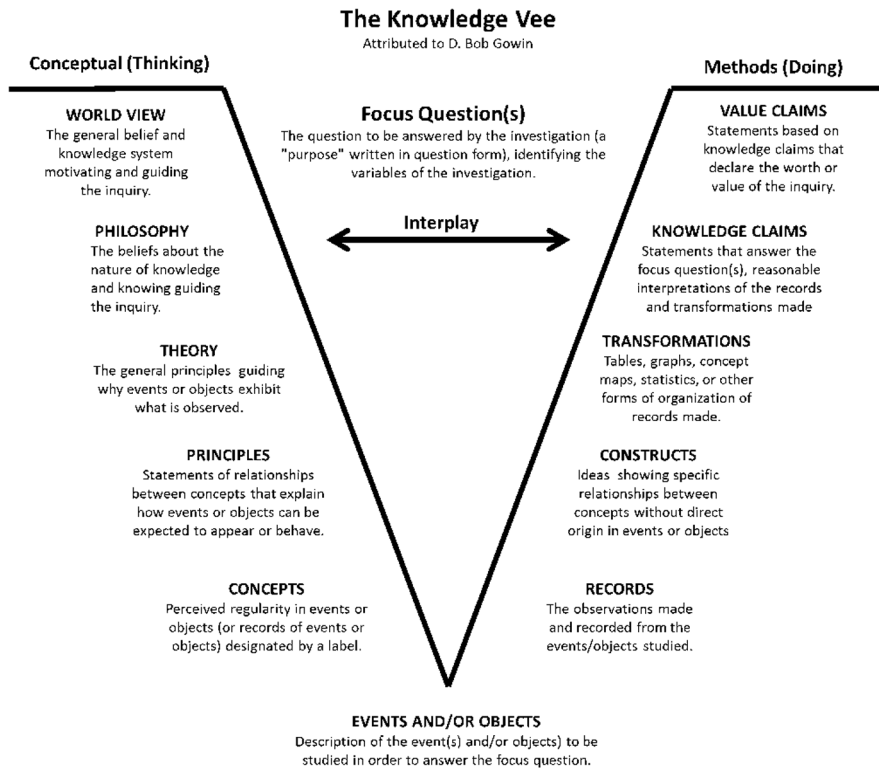 The Knowledge Vee
Attributed to D. Bob Gowin
Conceptual (Thinking)
WORLD VIEW
The general belief and
knowledge system
motivating and guiding
the inquiry.
PHILOSOPHY
The beliefs about the
nature of knowledge
and knowing guiding
the inquiry.
THEORY
The general principles guiding
why events or objects exhibit
what is observed.
PRINCIPLES
Statements of relationships
between concepts that explain
how events or objects can be
expected to appear or behave.
CONCEPTS
Perceived regularity in events or
objects (or records of events or
objects) designated by a label.
Focus Question(s)
The question to be answered by the investigation (a
"purpose" written in question form), identifying the
variables of the investigation.
Interplay
Methods (Doing)
VALUE CLAIMS
Statements based on
knowledge claims that
declare the worth or
value of the inquiry.
KNOWLEDGE CLAIMS
Statements that answer the
focus question(s), reasonable
interpretations of the records
and transformations made
TRANSFORMATIONS
Tables, graphs, concept
maps, statistics, or other
forms of organization of
records made.
CONSTRUCTS
Ideas showing specific
relationships between
concepts without direct
origin in events or objects
RECORDS
The observations made
and recorded from the
events/objects studied.
EVENTS AND/OR OBJECTS
Description of the event(s) and/or objects) to be
studied in order to answer the focus question.